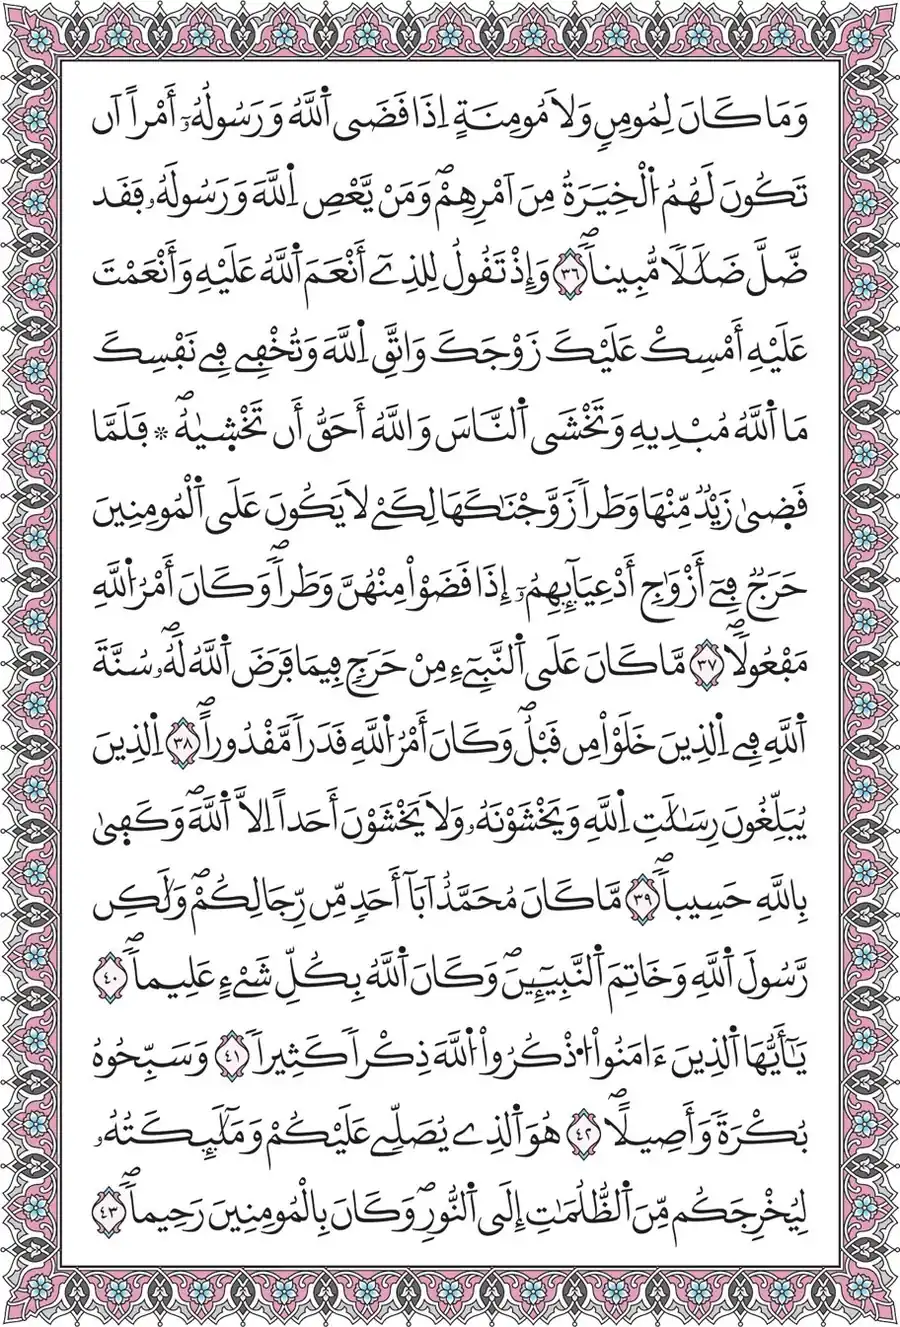 وَمَا كَانَ لِمُومِنٍ وَلَا مُومِنَةٍ اِذَا قَضَى اَ۬للَّهُ وَرَسُولُهُۥٓ أَمْراً اَن
تَكُونَ لَهُمُ اُ۬لْخِيَرَةُ مِنَ اَمْرِهِمْۖ وَمَنْ يَّعْصِ اِ۬للَّهَ وَرَسُولَهُۥ فَقَد
ضَّلَّ ضَلَٰلاٗ مُّبِيناٗۖ ٣٦ وَإِذْ تَقُولُ لِلذِےٓ أَنْعَمَ اَ۬للَّهُ عَلَيْهِ وَأَنْعَمْتَ
عَلَيْهِ أَمْسِكْ عَلَيْكَ زَوْجَكَ وَاتَّقِ اِ۬للَّهَ وَتُخْفِے فِے نَفْسِكَ
مَا اَ۬للَّهُ مُبْدِيهِ وَتَخْشَى اَ۬لنَّاسَ وَاللَّهُ أَحَقُّ أَن تَخْش۪يٰهُۖ * فَلَمَّا
قَض۪يٰ زَيْدٞ مِّنْهَا وَطَراٗ زَوَّجْنَٰكَهَا لِكَےْ لَا يَكُونَ عَلَى اَ۬لْمُومِنِينَ
حَرَجٞ فِےٓ أَزْوَٰجِ أَدْعِيَآئِهِمُۥٓ إِذَا قَضَوْاْ مِنْهُنَّ وَطَراٗۖ وَكَانَ أَمْرُ اُ۬للَّهِ
مَفْعُولاٗۖ ٣٧ مَّا كَانَ عَلَى اَ۬لنَّبِےٓءِ مِنْ حَرَجٖ فِيمَا فَرَضَ اَ۬للَّهُ لَهُۥۖ سُنَّةَ
اَ۬للَّهِ فِے اِ۬لذِينَ خَلَوْاْ مِن قَبْلُۖ وَكَانَ أَمْرُ اُ۬للَّهِ قَدَراٗ مَّقْدُوراًۖ ٣٨ اِ۬لذِينَ
يُبَلِّغُونَ رِسَٰلَٰتِ اِ۬للَّهِ وَيَخْشَوْنَهُۥ وَلَا يَخْشَوْنَ أَحَداً اِلَّا اَ۬للَّهَۖ وَكَف۪يٰ
بِاللَّهِ حَسِيباٗۖ ٣٩ مَّا كَانَ مُحَمَّدٌ اَبَآ أَحَدٖ مِّن رِّجَالِكُمْۖ وَلَٰكِن
رَّسُولَ اَ۬للَّهِ وَخَاتِمَ اَ۬لنَّبِيٓـِٕينَۖ وَكَانَ اَ۬للَّهُ بِكُلِّ شَےْءٍ عَلِيماٗۖ ٤٠
يَٰٓأَيُّهَا اَ۬لذِينَ ءَامَنُواْ اُ۟ذْكُرُواْ اُ۬للَّهَ ذِكْراٗ كَثِيراٗ ٤١ وَسَبِّحُوهُ
بُكْرَةٗ وَأَصِيلاًۖ ٤٢ هُوَ اَ۬لذِے يُصَلِّے عَلَيْكُمْ وَمَلَٰٓئِكَتُهُۥ
لِيُخْرِجَكُم مِّنَ اَ۬لظُّلُمَٰتِ إِلَى اَ۬لنُّورِۖ وَكَانَ بِالْمُومِنِينَ رَحِيماٗۖ ٤٣